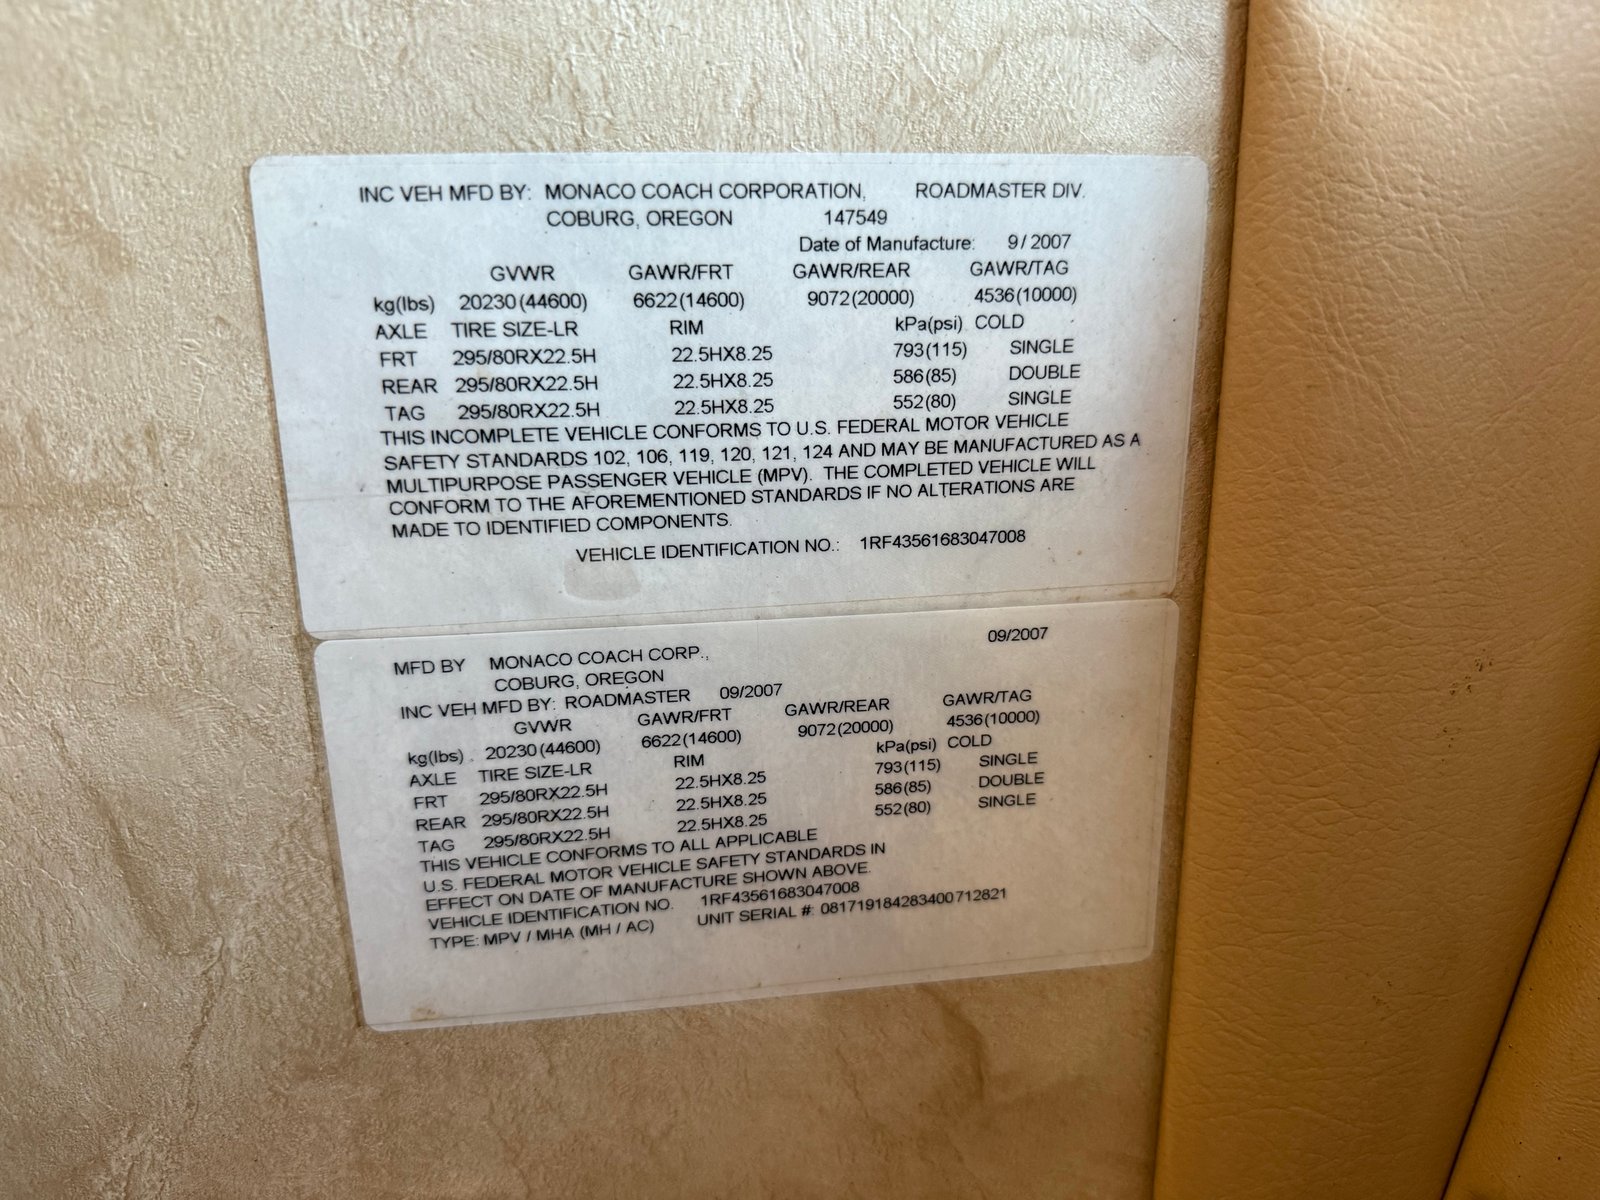 INC VEH MFD BY: MONACO COACH CORPORATION, ROADMASTER DIV.
COBURG, OREGON 147549
Date of Manufacture: 9/2007
GVWR GAWR/FRT GAWR/REAR GAWR/TAG
kg(lbs) 20230(44600) 6622(14600) 9072(20000) 4536(10000)
AXLE TIRE SIZE-LR RIM kPa(psi) COLD
FRT 295/80RX22.5H 22.5HX8.25 793(115) SINGLE
REAR 295/80RX22.5H 22.5HX8.25 586(85) DOUBLE
TAG 295/80RX22.5H 22.5HX8.25 552(80) SINGLE
THIS INCOMPLETE VEHICLE CONFORMS TO U.S. FEDERAL MOTOR VEHICLE
SAFETY STANDARDS 102, 106, 119, 120, 121, 124 AND MAY BE MANUFACTURED AS A
MULTIPURPOSE PASSENGER VEHICLE (MPV). THE COMPLETED VEHICLE WILL
CONFORM TO THE AFOREMENTIONED STANDARDS IF NO ALTERATIONS ARE
MADE TO IDENTIFIED COMPONENTS.
VEHICLE IDENTIFICATION NO.: 1RF43561683047008
09/2007
MFD BY MONACO COACH CORP.,
COBURG, OREGON
INC VEH MFD BY: ROADMASTER 09/2007
GVWR GAWR/FRT GAWR/REAR GAWR/TAG
kg(lbs) 20230(44600) 6622(14600) 9072(20000) 4536(10000)
AXLE TIRE SIZE-LR RIM kPa(psi) COLD
FRT 295/80RX22.5H 22.5HX8.25 793(115) SINGLE
REAR 295/80RX22.5H 22.5HX8.25 586(85) DOUBLE
TAG 295/80RX22.5H 22.5HX8.25 552(80) SINGLE
THIS VEHICLE CONFORMS TO ALL APPLICABLE
U.S. FEDERAL MOTOR VEHICLE SAFETY STANDARDS IN
EFFECT ON DATE OF MANUFACTURE SHOWN ABOVE.
VEHICLE IDENTIFICATION NO. 1RF43561683047008
TYPE: MPV / MHA (MH / AC) UNIT SERIAL #: 081719184283400712821